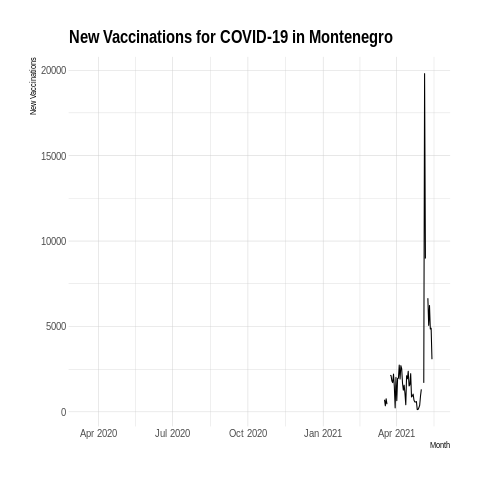 New Vaccinations for COVID-19 in Montenegro
New Vaccinations
20000
15000
10000
5000
0
Apr 2020 Jul 2020 Oct 2020 Jan 2021 Apr 2021
Month